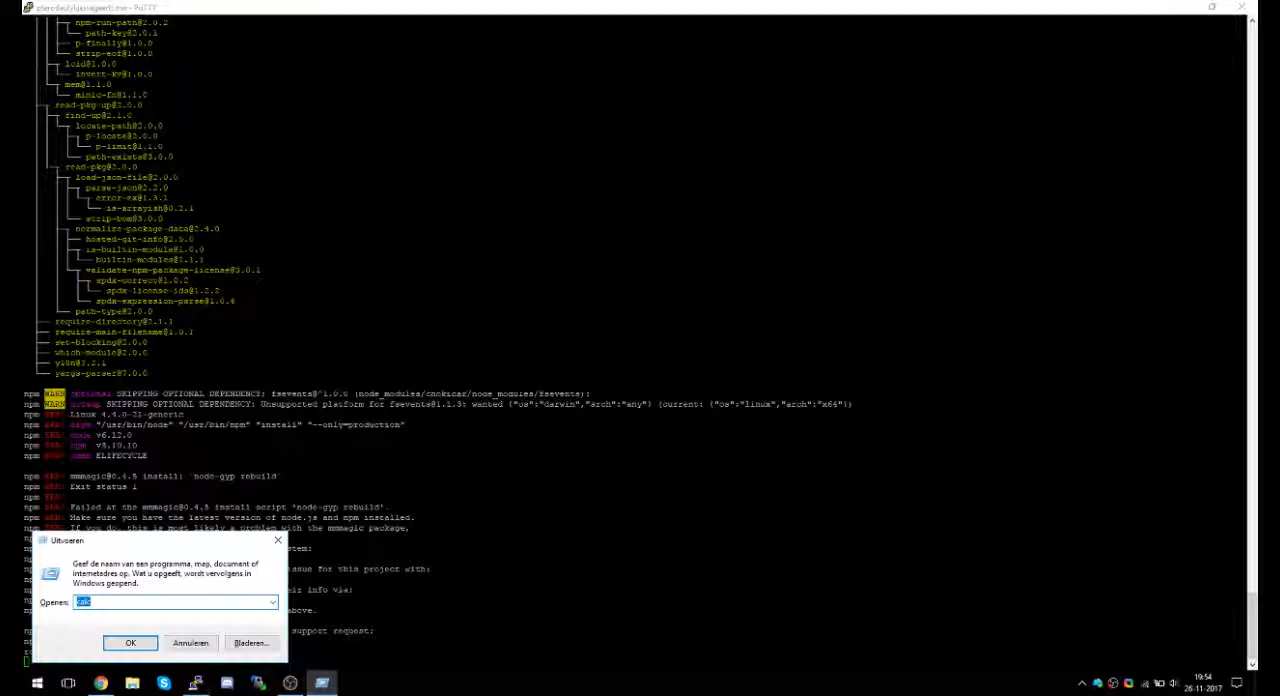 npm-run-path@2.0.2
path-key@2.0.1
p-finally@1.0.0
strip-eof@1.0.0
lcid@1.0.0
invert-kv@1.0.0
mem@1.1.0
mimic-fn@1.1.0
read-pkg-up@2.0.0
find-up@2.1.0
locate-path@2.0.0
p-locate@2.0.0
p-limit@1.1.0
path-exists@3.0.0
read-pkg@2.0.0
load-json-file@2.0.0
parse-json@2.2.0
error-ex@1.3.1
is-arrayish@0.2.1
strip-bom@3.0.0
normalize-package-data@2.4.0
hosted-git-info@2.5.0
is-builtin-module@1.0.0
builtin-modules@1.1.1
validate-npm-package-license@3.0.1
spdx-correct@1.0.2
spdx-license-ids@1.2.2
spdx-expression-parse@1.0.4
path-type@2.0.0
require-directory@2.1.1
require-main-filename@1.0.1
set-blocking@2.0.0
which-module@2.0.0
y18n@3.2.1
yargs-parser@7.0.0
npm WARN optional SKIPPING OPTIONAL DEPENDENCY: fsevents@^1.0.0 (node_modules/chokidar/node_modules/fsevents):
npm WARN notsup SKIPPING OPTIONAL DEPENDENCY: Unsupported platform for fsevents@1.1.3: wanted {"os":"darwin","arch":"any"} (current: {"os":"linux","arch":"x64"})
npm ERR! Linux 4.4.0-21-generic
npm ERR! argv "/usr/bin/node" "/usr/bin/npm" "install" "--only=production"
npm ERR! node v6.12.0
npm ERR! npm v3.10.10
npm ERR! code ELIFECYCLE
npm ERR! mmmagic@0.4.5 install: `node-gyp rebuild`
npm ERR! Exit status 1
npm ERR!
npm ERR! Failed at the mmmagic@0.4.5 install script 'node-gyp rebuild'.
npm ERR! Make sure you have the latest version of node.js and npm installed.
npm ERR! If you do, this is most likely a problem with the mmmagic package,
Uitvoeren
stem:
Geef de naam van een programma, map, document of
internetadres op. Wat u opgeeft, wordt vervolgens in
Windows geopend.
issue for this project with:
eir info via:
Openen: calc
above.
support request:
OK Annuleren Bladeren...
19:54
26-11-2017